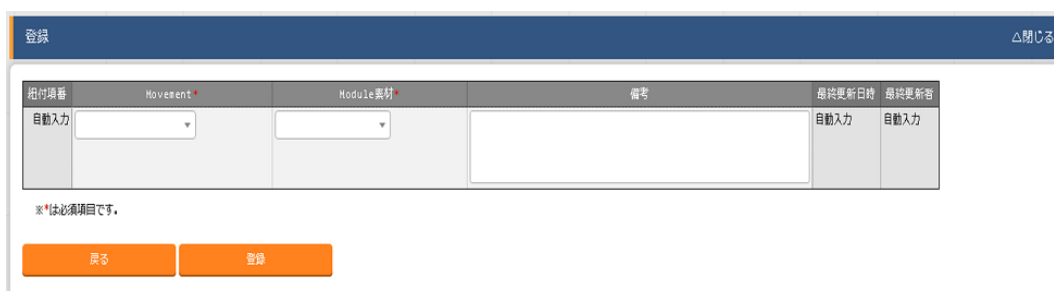 登録 △閉じる
紐付項番 Movement* Module素材* 備考 最終更新日時 最終更新者
自動入力 自動入力 自動入力
※*は必須項目です。
戻る 登録